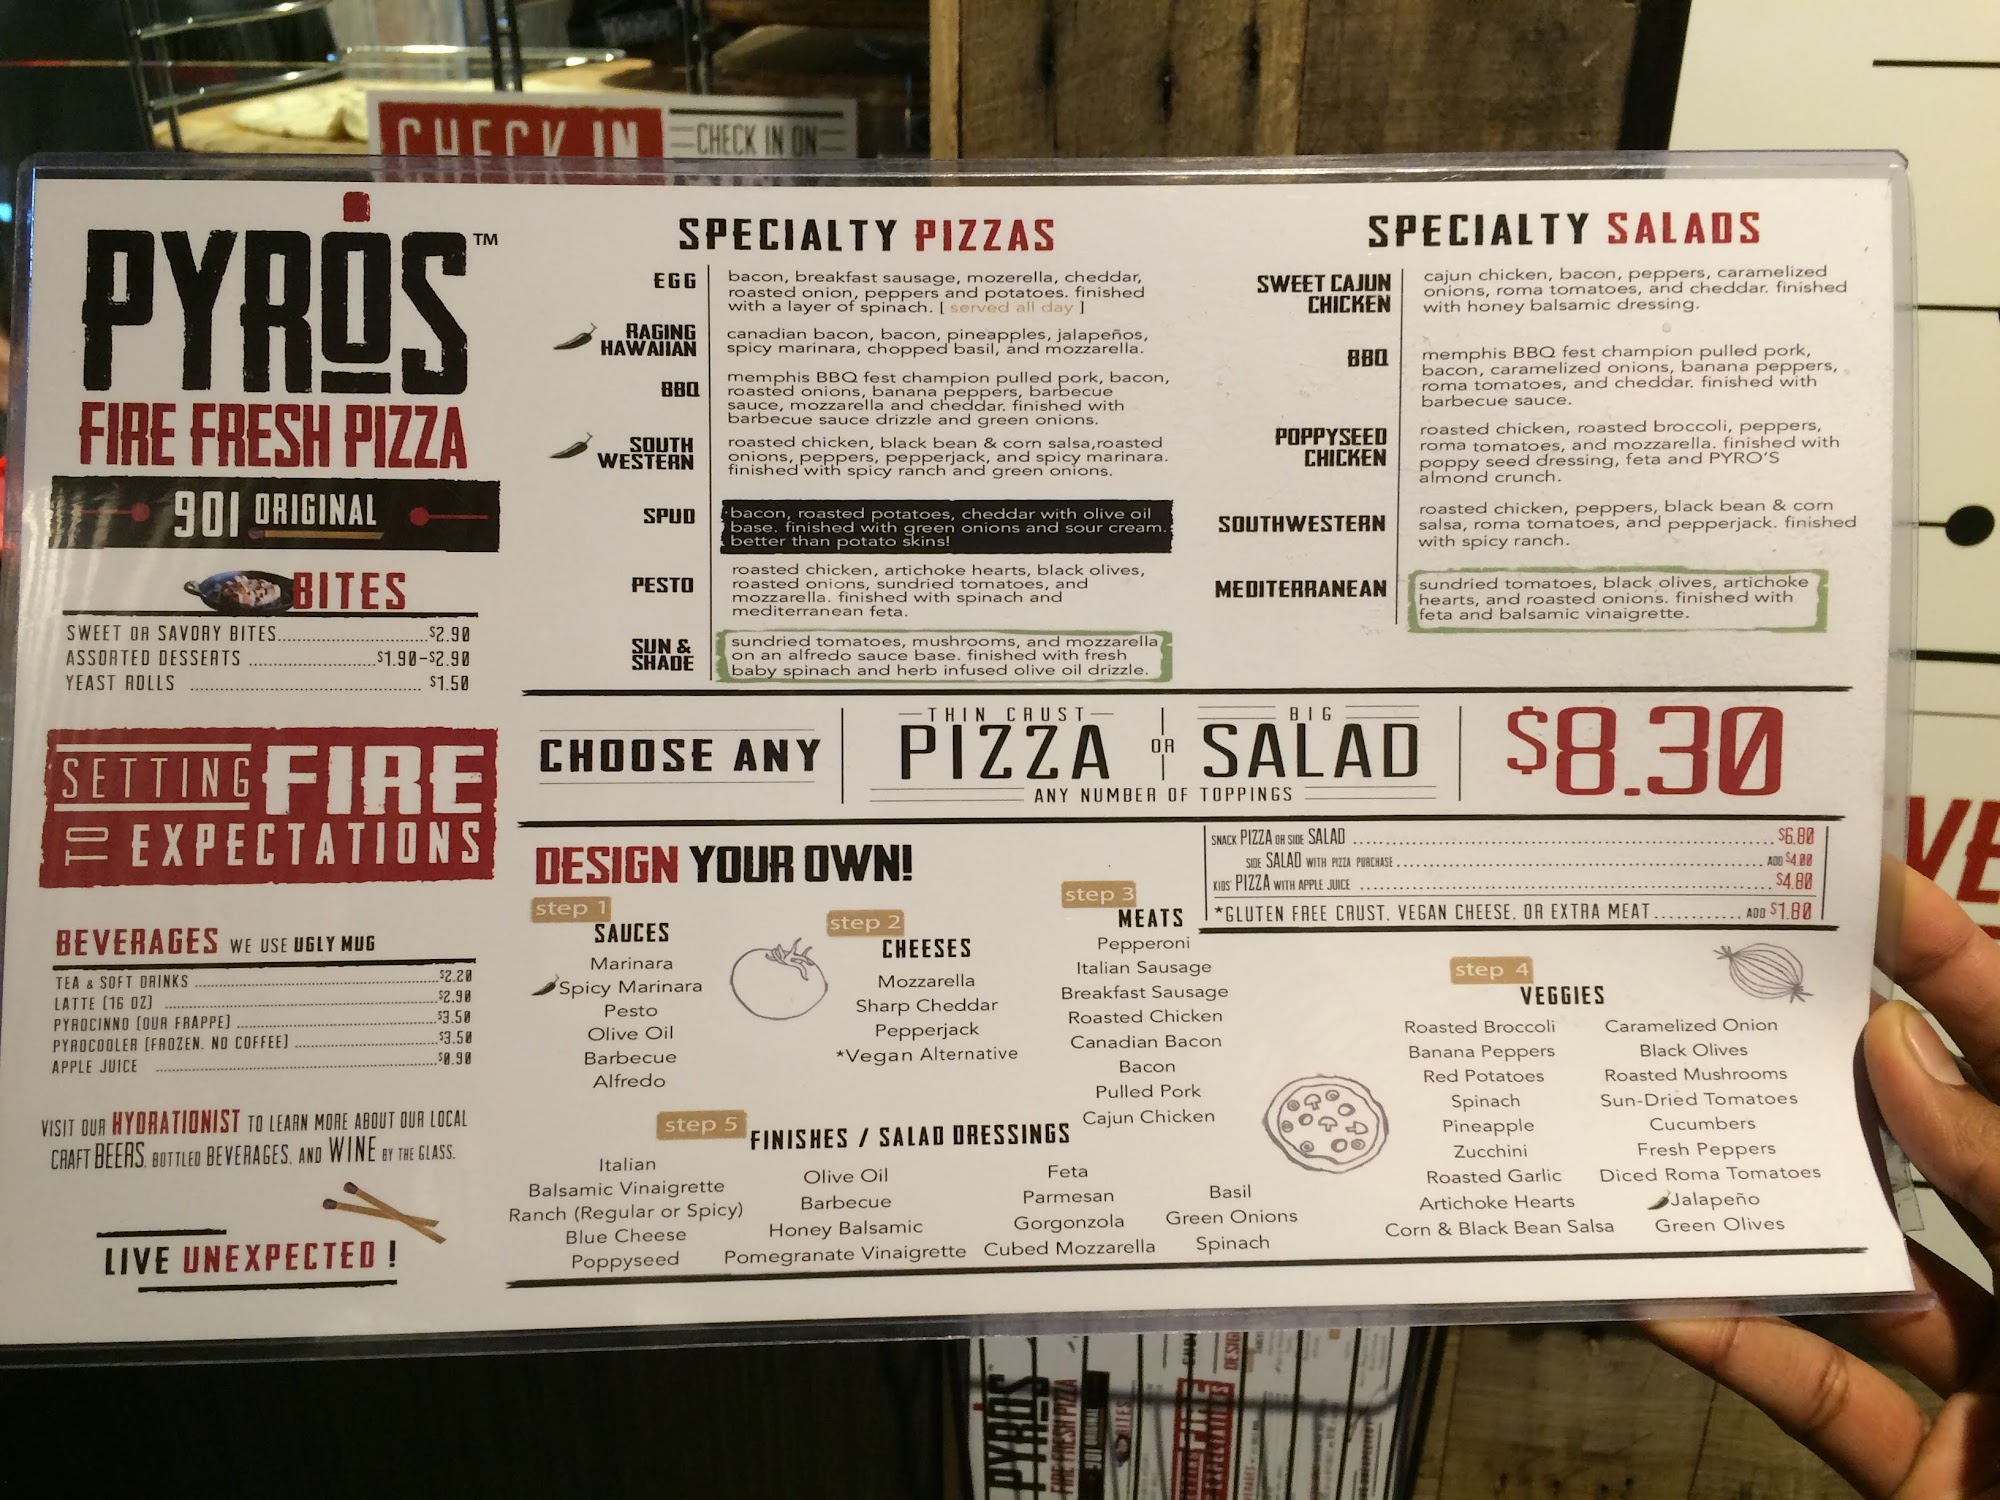 CHECK IN
CHECK IN ON
PYROS™
FIRE FRESH PIZZA
901 ORIGINAL
BITES
SWEET OR SAVORY BITES $2.90
ASSORTED DESSERTS $1.90-$2.90
YEAST ROLLS $1.50
SETTING FIRE
TO EXPECTATIONS
BEVERAGES WE USE UGLY MUG
TEA & SOFT DRINKS $2.20
LATTE (16 OZ) $2.90
PYROCINNO (OUR FRAPPE) $3.50
PYROCOOLER (FROZEN, NO COFFEE) $3.50
APPLE JUICE $0.90
VISIT OUR HYDRATIONIST TO LEARN MORE ABOUT OUR LOCAL
CRAFT BEERS, BOTTLED BEVERAGES, AND WINE BY THE GLASS.
LIVE UNEXPECTED !
SPECIALTY PIZZAS
EGG
bacon, breakfast sausage, mozerella, cheddar,
roasted onion, peppers and potatoes. finished
with a layer of spinach. [ served all day ]
RAGING
HAWAIIAN
canadian bacon, bacon, pineapples, jalapeños,
spicy marinara, chopped basil, and mozzarella.
BBQ
memphis BBQ fest champion pulled pork, bacon,
roasted onions, banana peppers, barbecue
sauce, mozzarella and cheddar. finished with
barbecue sauce drizzle and green onions.
SOUTH
WESTERN
roasted chicken, black bean & corn salsa,roasted
onions, peppers, pepperjack, and spicy marinara.
finished with spicy ranch and green onions.
SPUD
bacon, roasted potatoes, cheddar with olive oil
base. finished with green onions and sour cream.
better than potato skins!
PESTO
roasted chicken, artichoke hearts, black olives,
roasted onions, sundried tomatoes, and
mozzarella. finished with spinach and
mediterranean feta.
SUN &
SHADE
sundried tomatoes, mushrooms, and mozzarella
on an alfredo sauce base. finished with fresh
baby spinach and herb infused olive oil drizzle.
SPECIALTY SALADS
SWEET CAJUN
CHICKEN
cajun chicken, bacon, peppers, caramelized
onions, roma tomatoes, and cheddar. finished
with honey balsamic dressing.
BBQ
memphis BBQ fest champion pulled pork,
bacon, caramelized onions, banana peppers,
roma tomatoes, and cheddar. finished with
barbecue sauce.
POPPYSEED
CHICKEN
roasted chicken, roasted broccoli, peppers,
roma tomatoes, and mozzarella. finished with
poppy seed dressing, feta and PYRO'S
almond crunch.
SOUTHWESTERN
roasted chicken, peppers, black bean & corn
salsa, roma tomatoes, and pepperjack. finished
with spicy ranch.
MEDITERRANEAN
sundried tomatoes, black olives, artichoke
hearts, and roasted onions. finished with
feta and balsamic vinaigrette.
CHOOSE ANY
THIN CRUST
PIZZA
OR
BIG
SALAD
ANY NUMBER OF TOPPINGS
$8.30
SNACK PIZZA OR SIDE SALAD $6.80
SIDE SALAD WITH PIZZA PURCHASE ADD $4.00
KIDS' PIZZA WITH APPLE JUICE $4.80
*GLUTEN FREE CRUST, VEGAN CHEESE, OR EXTRA MEAT ADD $1.80
DESIGN YOUR OWN!
step 1
SAUCES
Marinara
Spicy Marinara
Pesto
Olive Oil
Barbecue
Alfredo
step 2
CHEESES
Mozzarella
Sharp Cheddar
Pepperjack
*Vegan Alternative
step 3
MEATS
Pepperoni
Italian Sausage
Breakfast Sausage
Roasted Chicken
Canadian Bacon
Bacon
Pulled Pork
Cajun Chicken
step 4
VEGGIES
Roasted Broccoli
Banana Peppers
Red Potatoes
Spinach
Pineapple
Zucchini
Roasted Garlic
Artichoke Hearts
Corn & Black Bean Salsa
Caramelized Onion
Black Olives
Roasted Mushrooms
Sun-Dried Tomatoes
Cucumbers
Fresh Peppers
Diced Roma Tomatoes
Jalapeño
Green Olives
step 5
FINISHES / SALAD DRESSINGS
Italian
Balsamic Vinaigrette
Ranch (Regular or Spicy)
Blue Cheese
Poppyseed
Olive Oil
Barbecue
Honey Balsamic
Pomegranate Vinaigrette
Feta
Parmesan
Gorgonzola
Cubed Mozzarella
Basil
Green Onions
Spinach
VE
PYROS
FIRE FRESH PIZZA
901 ORIGINAL
BITES